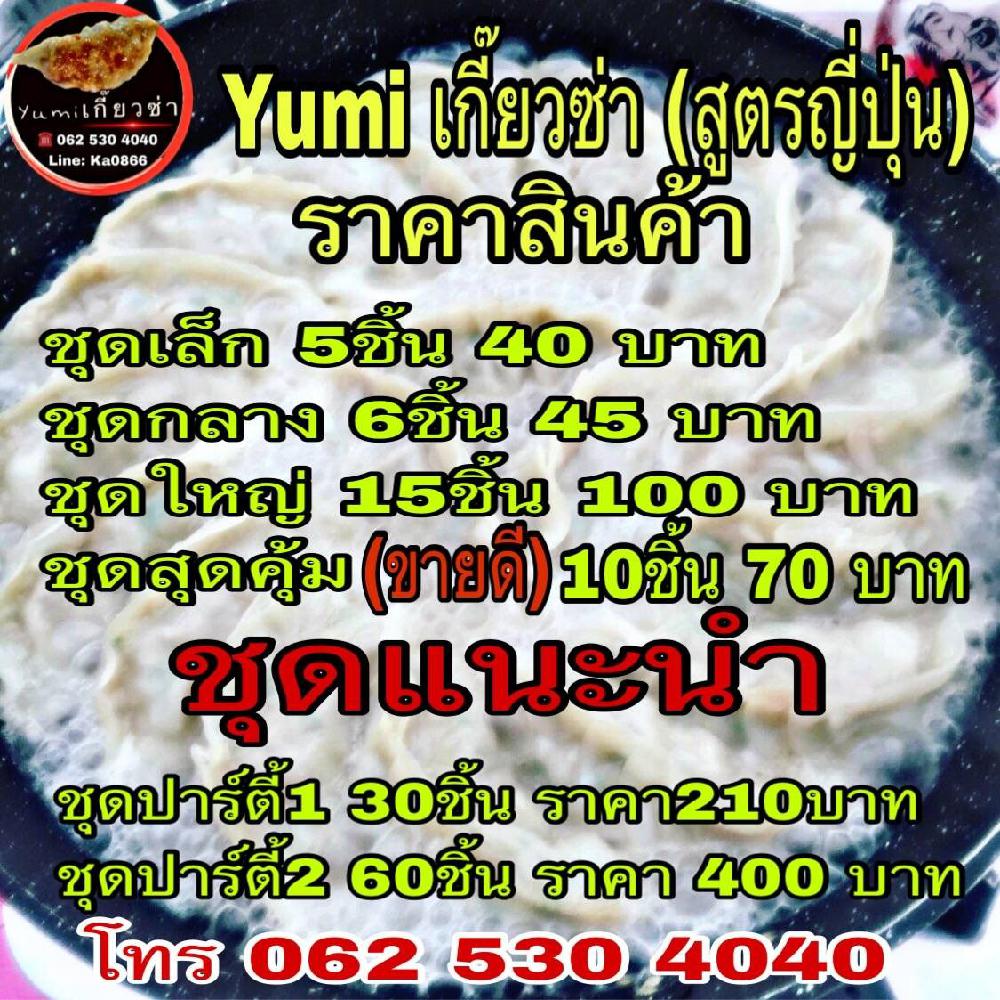 Yumiเกี๊ยวซ่า
☎ 062 530 4040
Line: Ka0866
Yumi เกี๊ยวซ่า (สูตรญี่ปุ่น)
ราคาสินค้า
ชุดเล็ก 5ชิ้น 40 บาท
ชุดกลาง 6ชิ้น 45 บาท
ชุดใหญ่ 15ชิ้น 100 บาท
ชุดสุดคุ้ม(ขายดี)10ชิ้น 70 บาท
ชุดแนะนำ
ชุดปาร์ตี้1 30ชิ้น ราคา210บาท
ชุดปาร์ตี้2 60ชิ้น ราคา 400 บาท
โทร 062 530 4040